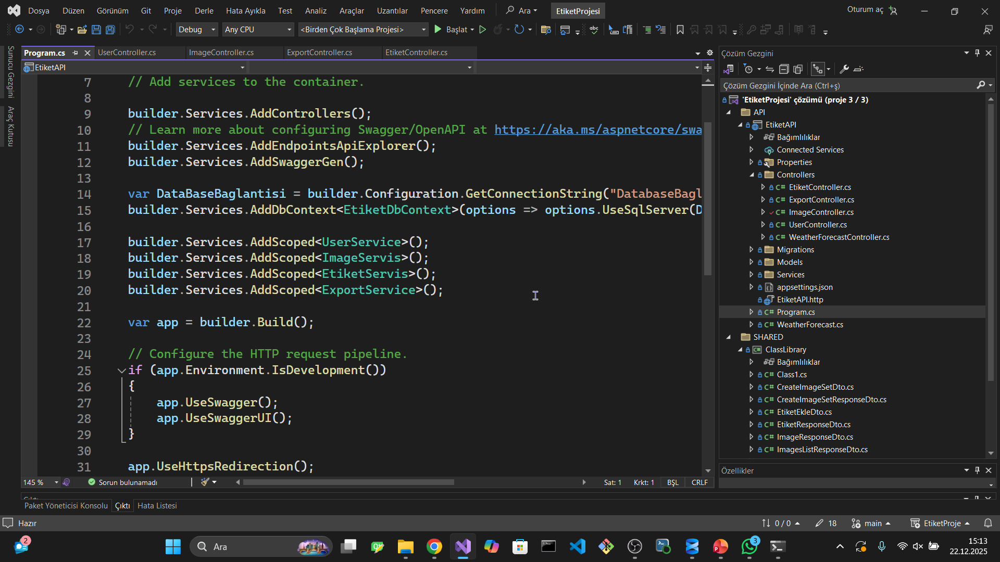 Dosya Düzen Görünüm Git Proje Derle Hata Ayıkla Test Analiz Araçlar Uzantılar Pencere Yardım Ara EtiketProjesi Oturum aç
Debug Any CPU <Birden Çok Başlama Projesi> Başlat
Sunucu Gezgini
Araç Kutusu
Program.cs UserController.cs ImageController.cs ExportController.cs EtiketController.cs
EtiketAPI
7 // Add services to the container.
8
9 builder.Services.AddControllers();
10 // Learn more about configuring Swagger/OpenAPI at https://aka.ms/aspnetcore/swa
11 builder.Services.AddEndpointsApiExplorer();
12 builder.Services.AddSwaggerGen();
13
14 var DataBaseBaglantisi = builder.Configuration.GetConnectionString("DatabaseBagl
15 builder.Services.AddDbContext<EtiketDbContext>(options => options.UseSqlServer(D
16
17 builder.Services.AddScoped<UserService>();
18 builder.Services.AddScoped<ImageServis>();
19 builder.Services.AddScoped<EtiketServis>();
20 builder.Services.AddScoped<ExportService>();
21
22 var app = builder.Build();
23
24 // Configure the HTTP request pipeline.
25 if (app.Environment.IsDevelopment())
26 {
27 app.UseSwagger();
28 app.UseSwaggerUI();
29 }
30
31 app.UseHttpsRedirection();
145 % Sorun bulunamadı Sat: 1 Krkt: 1 BŞL CRLF
Çözüm Gezgini
Çözüm Gezgini İçinde Ara (Ctrl+ş)
'EtiketProjesi' çözümü (proje 3 / 3)
API
EtiketAPI
Bağımlılıklar
Connected Services
Properties
Controllers
C# EtiketController.cs
C# ExportController.cs
C# ImageController.cs
C# UserController.cs
C# WeatherForecastController.cs
Migrations
Models
Services
appsettings.json
EtiketAPI.http
C# Program.cs
C# WeatherForecast.cs
SHARED
C# ClassLibrary
Bağımlılıklar
C# Class1.cs
C# CreateImageSetDto.cs
C# CreateImageSetResponseDto.cs
C# EtiketEkleDto.cs
C# EtiketResponseDto.cs
C# ImageResponseDto.cs
C# ImagesListResponseDto.cs
Özellikler
Paket Yöneticisi Konsolu Çıktı Hata Listesi
Hazır 0 / 0 18 main EtiketProje
2 Ara 3 15:13
22.12.2025